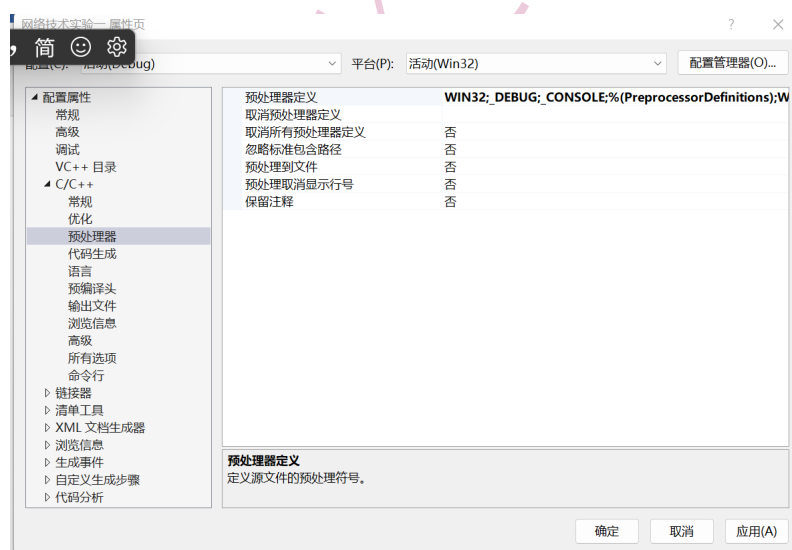 网络技术实验一 属性页
简
活动(Debug)
平台(P):
活动(Win32)
配置管理器(O)...
配置属性
常规
高级
调试
VC++ 目录
C/C++
常规
优化
预处理器
代码生成
语言
预编译头
输出文件
浏览信息
高级
所有选项
命令行
链接器
清单工具
XML 文档生成器
浏览信息
生成事件
自定义生成步骤
代码分析
预处理器定义 WIN32;_DEBUG;_CONSOLE;%(PreprocessorDefinitions);W
取消预处理器定义
取消所有预处理器定义 否
忽略标准包含路径 否
预处理到文件 否
预处理取消显示行号 否
保留注释 否
预处理器定义
定义源文件的预处理符号。
确定
取消
应用(A)